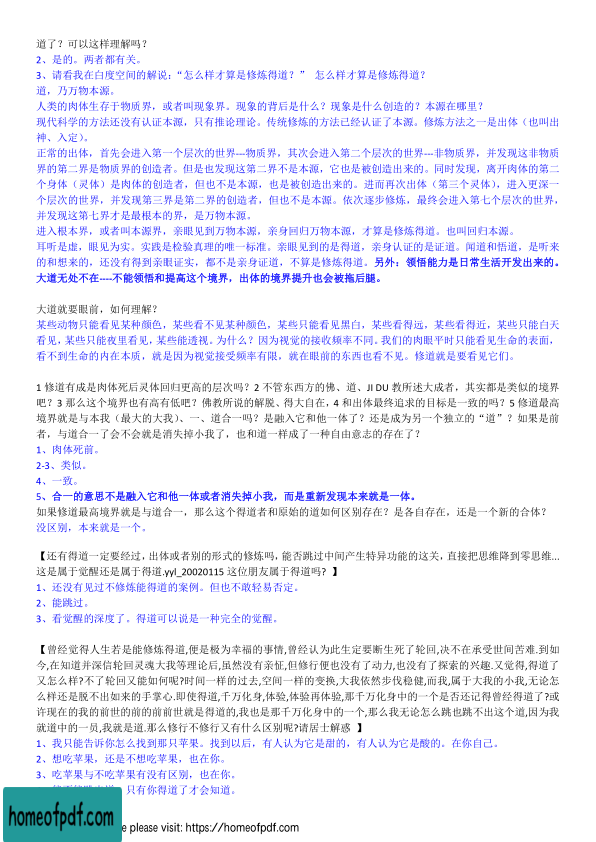 道了？可以这样理解吗？
2、是的。两者都有关。
3、请看我在白度空间的解说：“怎么样才算是修炼得道？” 怎么样才算是修炼得道？
道，乃万物本源。
人类的肉体生存于物质界，或者叫现象界。现象的背后是什么？现象是什么创造的？本源在哪里？
现代科学的方法还没有认证本源，只有推论理论。传统修炼的方法已经认证了本源。修炼方法之一是出体（也叫出
神、入定）。
正常的出体，首先会进入第一个层次的世界---物质界，其次会进入第二个层次的世界---非物质界，并发现这非物质
界的第二界是物质界的创造者。但是也发现这第二界不是本源，它也是被创造出来的。同时发现，离开肉体的第二
个身体（灵体）是肉体的创造者，但也不是本源，也是被创造出来的。进而再次出体（第三个灵体），进入更深一
个层次的世界，并发现第三界是第二界的创造者，但也不是本源。依次逐步修炼，最终会进入第七个层次的世界，
并发现这第七界才是最根本的界，是万物本源。
进入根本界，或者叫本源界，亲眼见到万物本源，亲身回归万物本源，才算是修炼得道。也叫回归本源。
耳听是虚，眼见为实。实践是检验真理的唯一标准。亲眼见到的是得道，亲身认证的是证道。闻道和悟道，是听来
的和想来的，还没有得到亲眼证实，都不是亲身证道，不算是修炼得道。另外：领悟能力是日常生活开发出来的。
大道无处不在----不能领悟和提高这个境界，出体的境界提升也会被拖后腿。
大道就要眼前，如何理解？
某些动物只能看见某种颜色，某些看不见某种颜色，某些只能看见黑白，某些看得远，某些看得近，某些只能白天
看见，某些只能夜里看见，某些能透视。为什么？因为视觉的接收频率不同。我们的肉眼平时只能看见生命的表面，
看不到生命的内在本质，就是因为视觉接受频率有限，就在眼前的东西也看不见。修道就是要看见它们。
1 修道有成是肉体死后灵体回归更高的层次吗？2 不管东西方的佛、道、JI DU 教所述大成者，其实都是类似的境界
吧？3 那么这个境界也有高有低吧？佛教所说的解脱、得大自在，4 和出体最终追求的目标是一致的吗？5 修道最高
境界就是与本我（最大的大我）、一、道合一吗？是融入它和他一体了？还是成为另一个独立的“道”？如果是前
者，与道合一了会不会就是消失掉小我了，也和道一样成了一种自由意志的存在了？
1、肉体死前。
2-3、类似。
4、一致。
5、合一的意思不是融入它和他一体或者消失掉小我，而是重新发现本来就是一体。
如果修道最高境界就是与道合一，那么这个得道者和原始的道如何区别存在？是各自存在，还是一个新的合体？
没区别，本来就是一个。
【还有得道一定要经过，出体或者别的形式的修炼吗，能否跳过中间产生特异功能的这关，直接把思维降到零思维...
这是属于觉醒还是属于得道.yyl_20020115 这位朋友属于得道吗？ 】
1、还没有见过不修炼能得道的案例。但也不敢轻易否定。
2、能跳过。
3、看觉醒的深度了。得道可以说是一种完全的觉醒。
【曾经觉得人生若是能修炼得道,便是极为幸福的事情,曾经认为此生定要断生死了轮回,决不在承受世间苦难.到如
今,在知道并深信轮回灵魂大我等理论后,虽然没有亲怔,但修行便也没有了动力,也没有了探索的兴趣.又觉得,得道了
又怎么样?不了轮回又能如何呢?时间一样的过去,空间一样的变换,大我依然步伐稳健,而我,属于大我的小我,无论怎
么样还是脱不出如来的手掌心.即使得道,千万化身,体验,体验再体验,那千万化身中的一个是否还记得曾经得道了?或
许现在的我的前世的前的前前世就是得道的,我也是那千万化身中的一个,那么我无论怎么跳也跳不出这个道,因为我
就道中的一员,我就是道.那么修行不修行又有什么区别呢?请居士解惑 】
1、我只能告诉你怎么找到那只苹果。找到以后，有人认为它是甜的，有人认为它是酸的。在你自己。
2、想吃苹果，还是不想吃苹果，也在你。
3、吃苹果与不吃苹果有没有区别，也在你。
只有你得道了才会知道。
homeofpdf.com
e please visit: https://homeofpdf.com